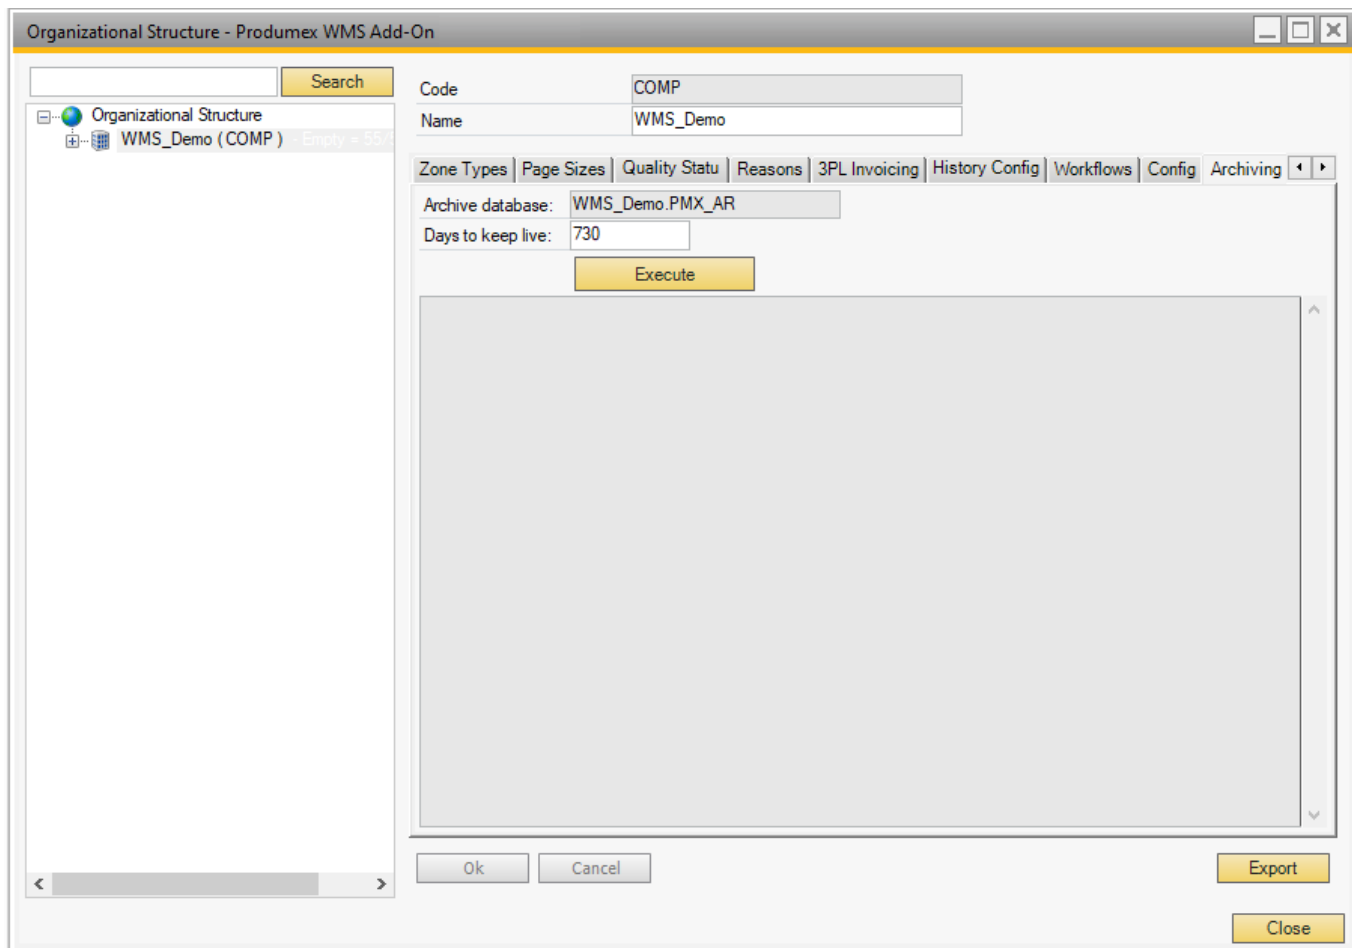 Organizational Structure - Produmex WMS Add-On
Search
Organizational Structure
WMS_Demo ( COMP ) - Empty = 55/
Code COMP
Name WMS_Demo
Zone Types Page Sizes Quality Statu Reasons 3PL Invoicing History Config Workflows Config Archiving
Archive database: WMS_Demo.PMX_AR
Days to keep live: 730
Execute
Ok Cancel Export
Close